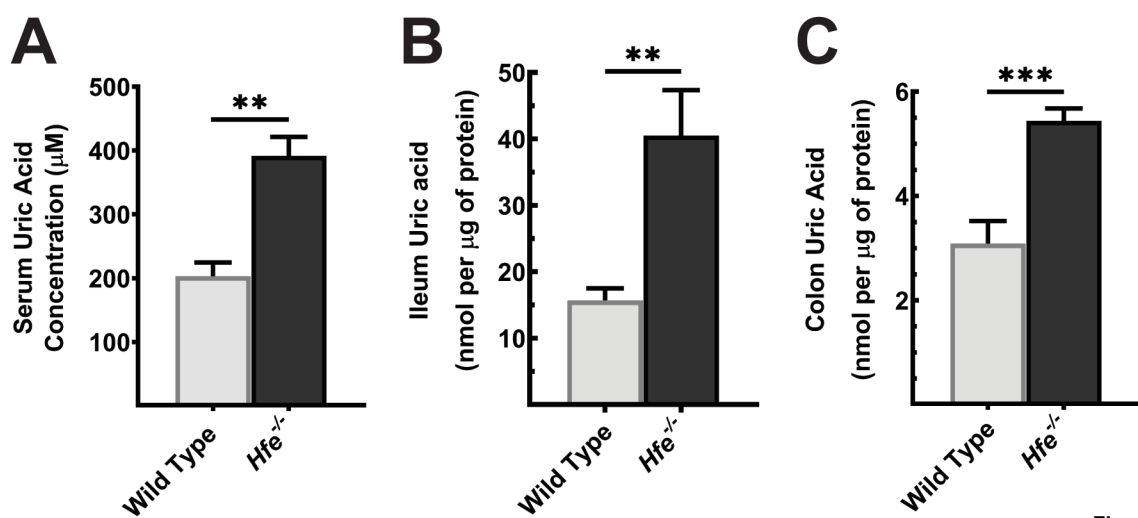 A
B
C
Serum Uric Acid
Concentration (μM)
500
400
300
200
100
**
Wild Type
Hfe-/-
Ileum Uric acid
(nmol per μg of protein)
50
40
30
20
10
**
Wild Type
Hfe-/-
Colon Uric Acid
(nmol per μg of protein)
6
4
2
***
Wild Type
Hfe-/-